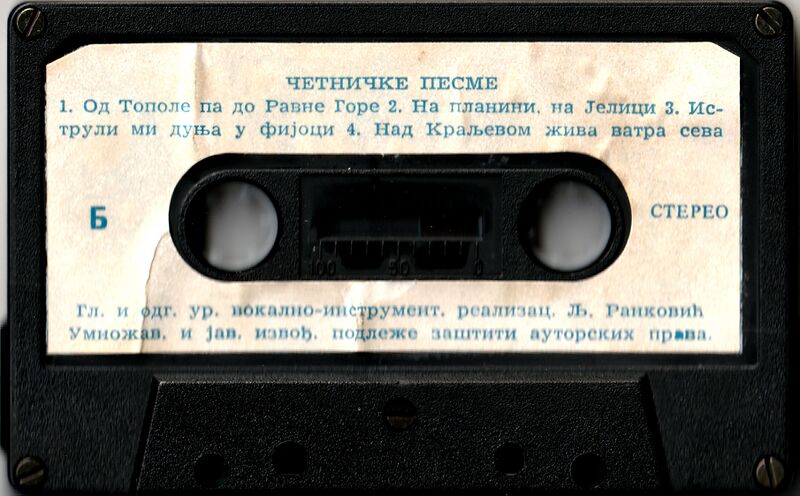 ЧЕТНИЧКЕ ПЕСМЕ
1. Од Тополе па до Равне Горе 2. На планини, на Јелици 3. Ис-
трули ми дуња у фијоци 4. Над Краљевом жива ватра сева
Б
СТЕРЕО
100 50 0
Гл. и одг. ур. вокално-инструмент. реализац. Љ. Ранковић
Умножав. и јав. извођ. подлеже заштити ауторских права.